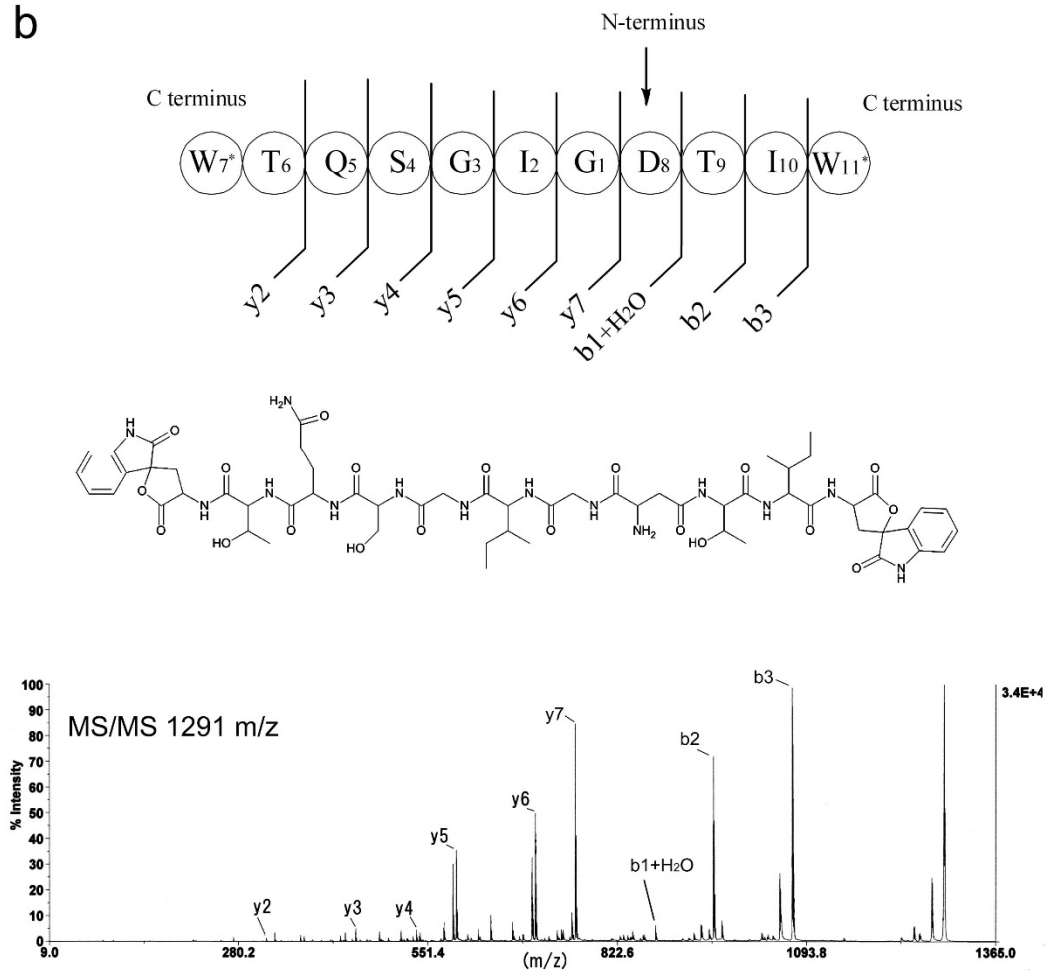 b
N-terminus
C terminus
C terminus
W7* T6 Q5 S4 G3 I2 G1 D8 T9 I10 W11*
y2 y3 y4 y5 y6 y7 b1+H2O b2 b3
H2N
O
H
N
O
O
O
N
H
O
HO
H
N
O
N
H
O
HO
H
N
O
N
H
O
H
N
O
N
H
O
NH2
O
H
N
O
HO
N
H
O
H
N
O
O
O
N
H
MS/MS 1291 m/z
% Intensity
100
90
80
70
60
50
40
30
20
10
0
3.4E+4
y2
y3
y4
y5
y6
y7
b1+H2O
b2
b3
9.0 280.2 551.4 822.6 1093.8 1365.0
(m/z)